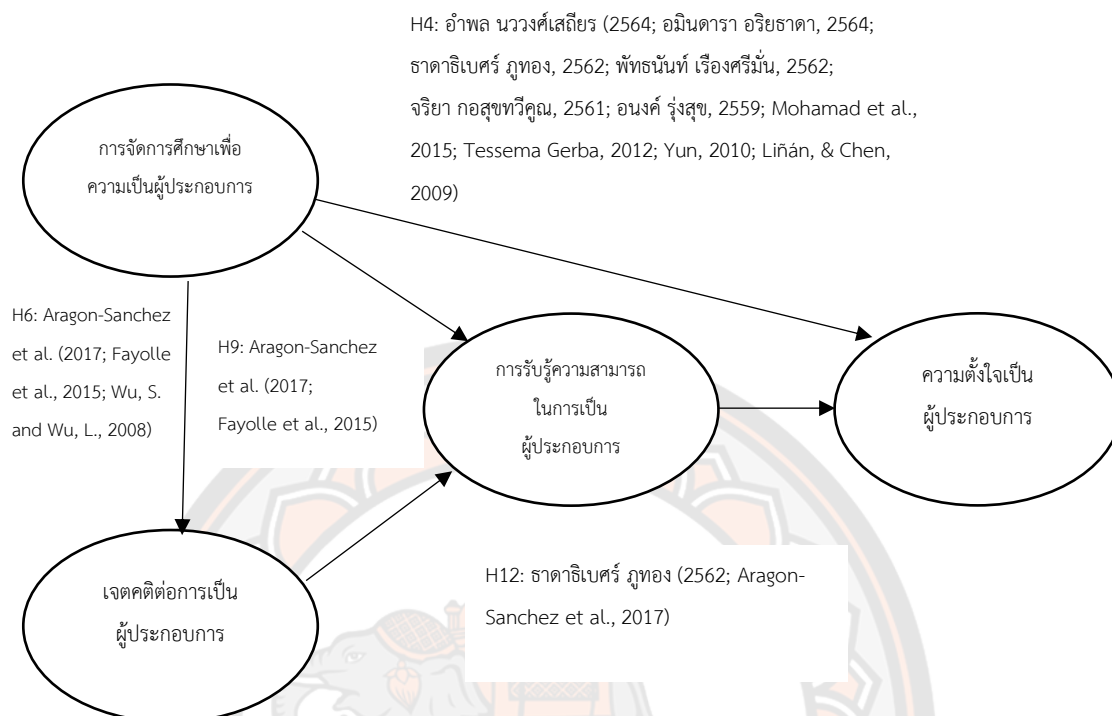 H4: อำพล นววงศ์เสถียร (2564; อมินดารา อริยธาดา, 2564;
ธาดาธิเบศร์ ภูทอง, 2562; พัทธนันท์ เรืองศรีมั่น, 2562;
จริยา กอสุขทวีคูณ, 2561; อนงค์ รุ่งสุข, 2559; Mohamad et al.,
2015; Tessema Gerba, 2012; Yun, 2010; Liñán, & Chen,
2009)
การจัดการศึกษาเพื่อ
ความเป็นผู้ประกอบการ
H6: Aragon-Sanchez
et al. (2017; Fayolle
et al., 2015; Wu, S.
and Wu, L., 2008)
H9: Aragon-Sanchez
et al. (2017;
Fayolle et al., 2015)
การรับรู้ความสามารถ
ในการเป็น
ผู้ประกอบการ
ความตั้งใจเป็น
ผู้ประกอบการ
เจตคติต่อการเป็น
ผู้ประกอบการ
H12: ธาดาธิเบศร์ ภูทอง (2562; Aragon-
Sanchez et al., 2017)